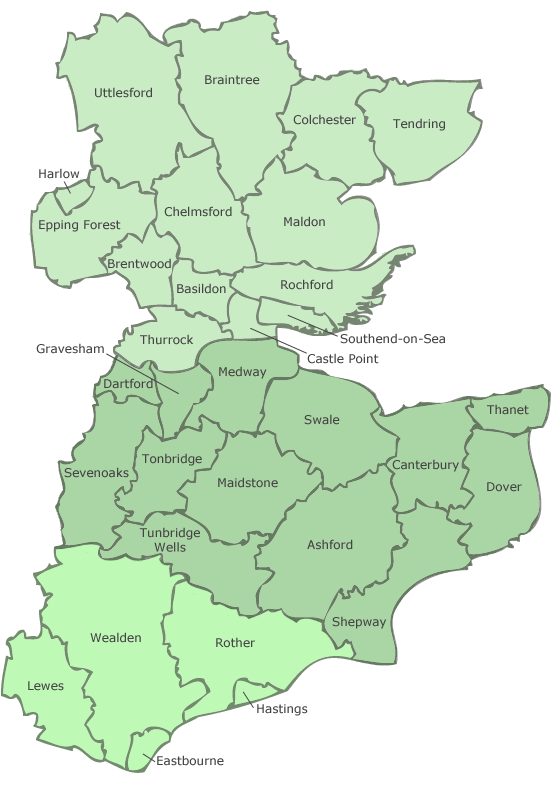 Braintree
Uttlesford
Colchester
Tendring
Harlow
Chelmsford
Epping Forest
Maldon
Brentwood
Rochford
Basildon
Southend-on-Sea
Thurrock
Gravesham
Castle Point
Medway
Dartford
Thanet
Swale
Tonbridge
Canterbury
Sevenoaks
Maidstone
Dover
Tunbridge
Wells
Ashford
Shepway
Wealden
Rother
Lewes
Hastings
Eastbourne